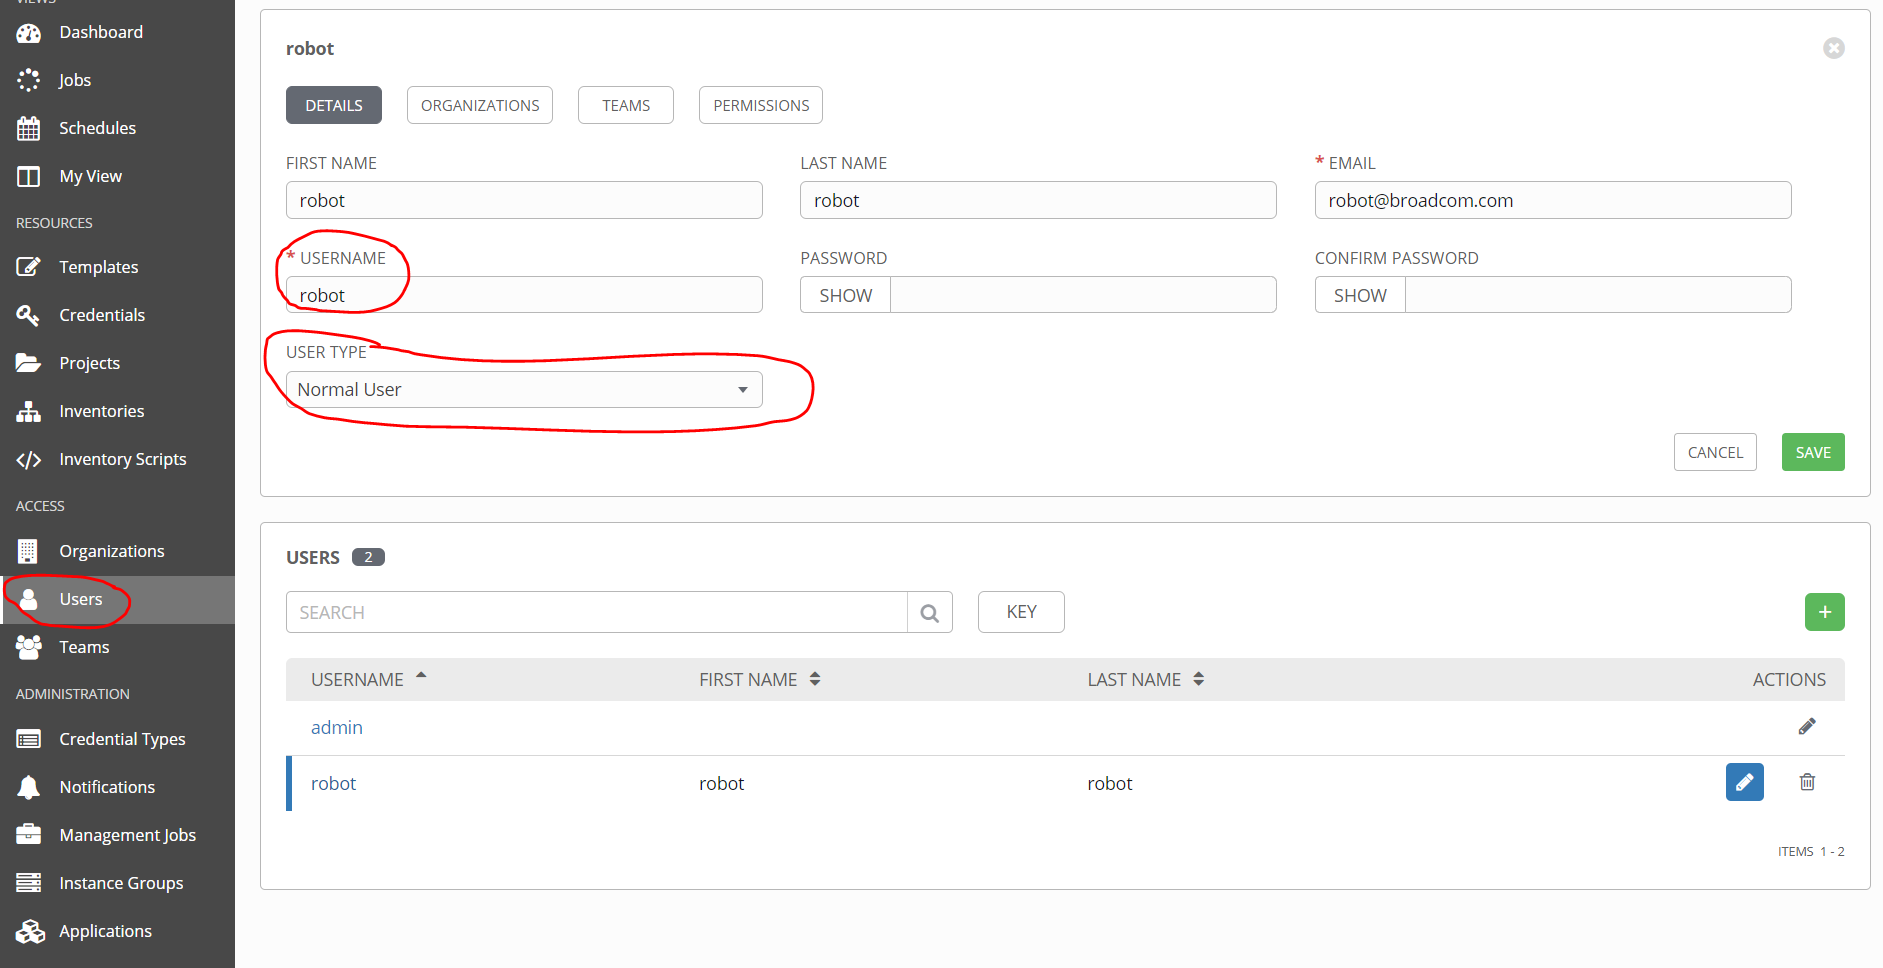 VIEWS
Dashboard
Jobs
Schedules
My View
RESOURCES
Templates
Credentials
Projects
Inventories
Inventory Scripts
ACCESS
Organizations
Users
Teams
ADMINISTRATION
Credential Types
Notifications
Management Jobs
Instance Groups
Applications
robot
DETAILS ORGANIZATIONS TEAMS PERMISSIONS
FIRST NAME LAST NAME * EMAIL
robot robot robot@broadcom.com
* USERNAME PASSWORD CONFIRM PASSWORD
robot SHOW SHOW
USER TYPE
Normal User
CANCEL SAVE
USERS 2
SEARCH KEY +
USERNAME FIRST NAME LAST NAME ACTIONS
admin
robot robot robot
ITEMS 1 - 2